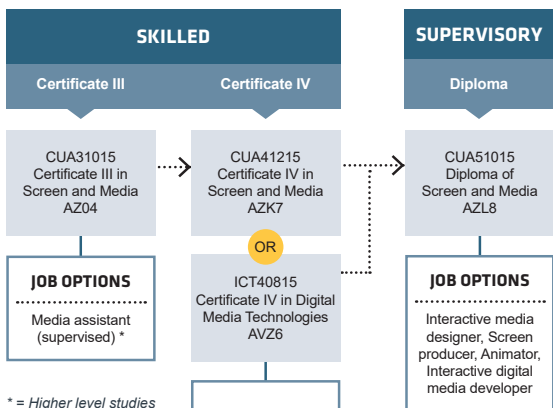 SKILLED
SUPERVISORY
Certificate III
Certificate IV
Diploma
CUA31015
Certificate III in
Screen and Media
AZ04
CUA41215
Certificate IV in
Screen and Media
AZK7
CUA51015
Diploma of
Screen and Media
AZL8
OR
ICT40815
Certificate IV in Digital
Media Technologies
AVZ6
JOB OPTIONS
Media assistant
(supervised) *
JOB OPTIONS
Interactive media
designer, Screen
producer, Animator,
Interactive digital
media developer
* = Higher level studies